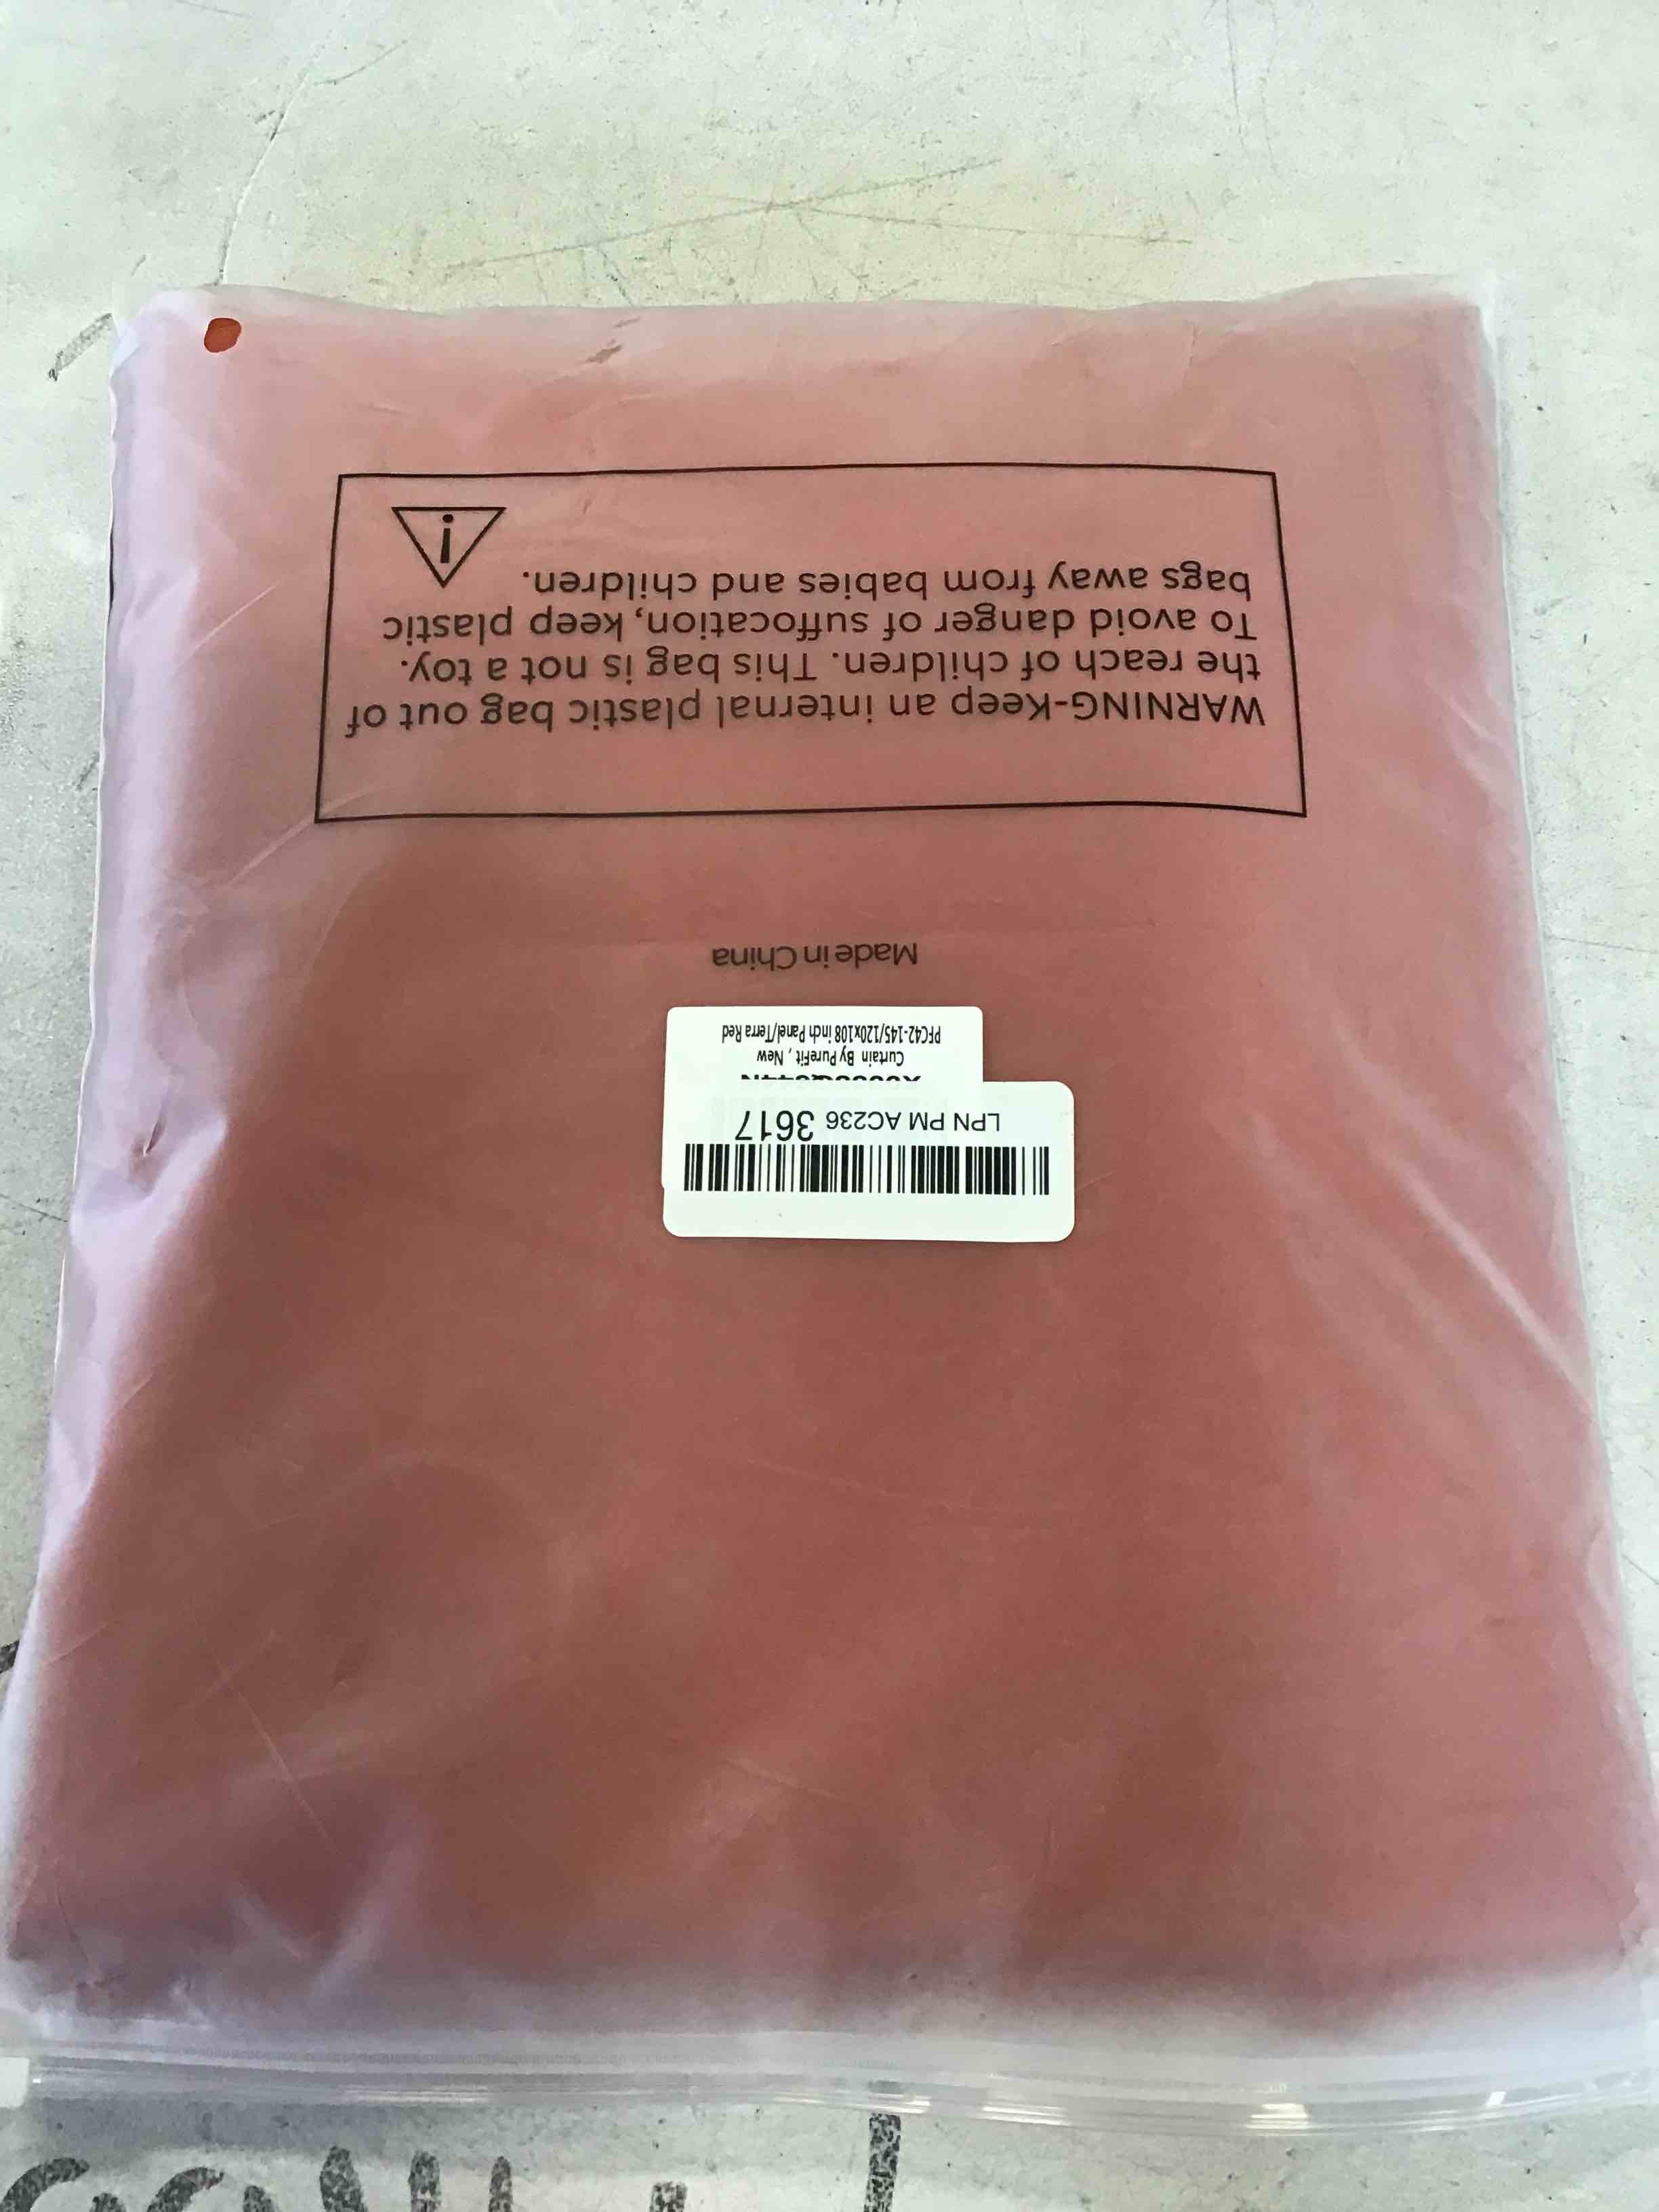 WARNING-Keep an internal plastic bag out of
the reach of children. This bag is not a toy.
To avoid danger of suffocation, keep plastic
bags away from babies and children.
i
Made in China
LPN PM AC236 3617
Curtain By PureFit , New
PFC42-145/120x108 inch Panel/Terra Red